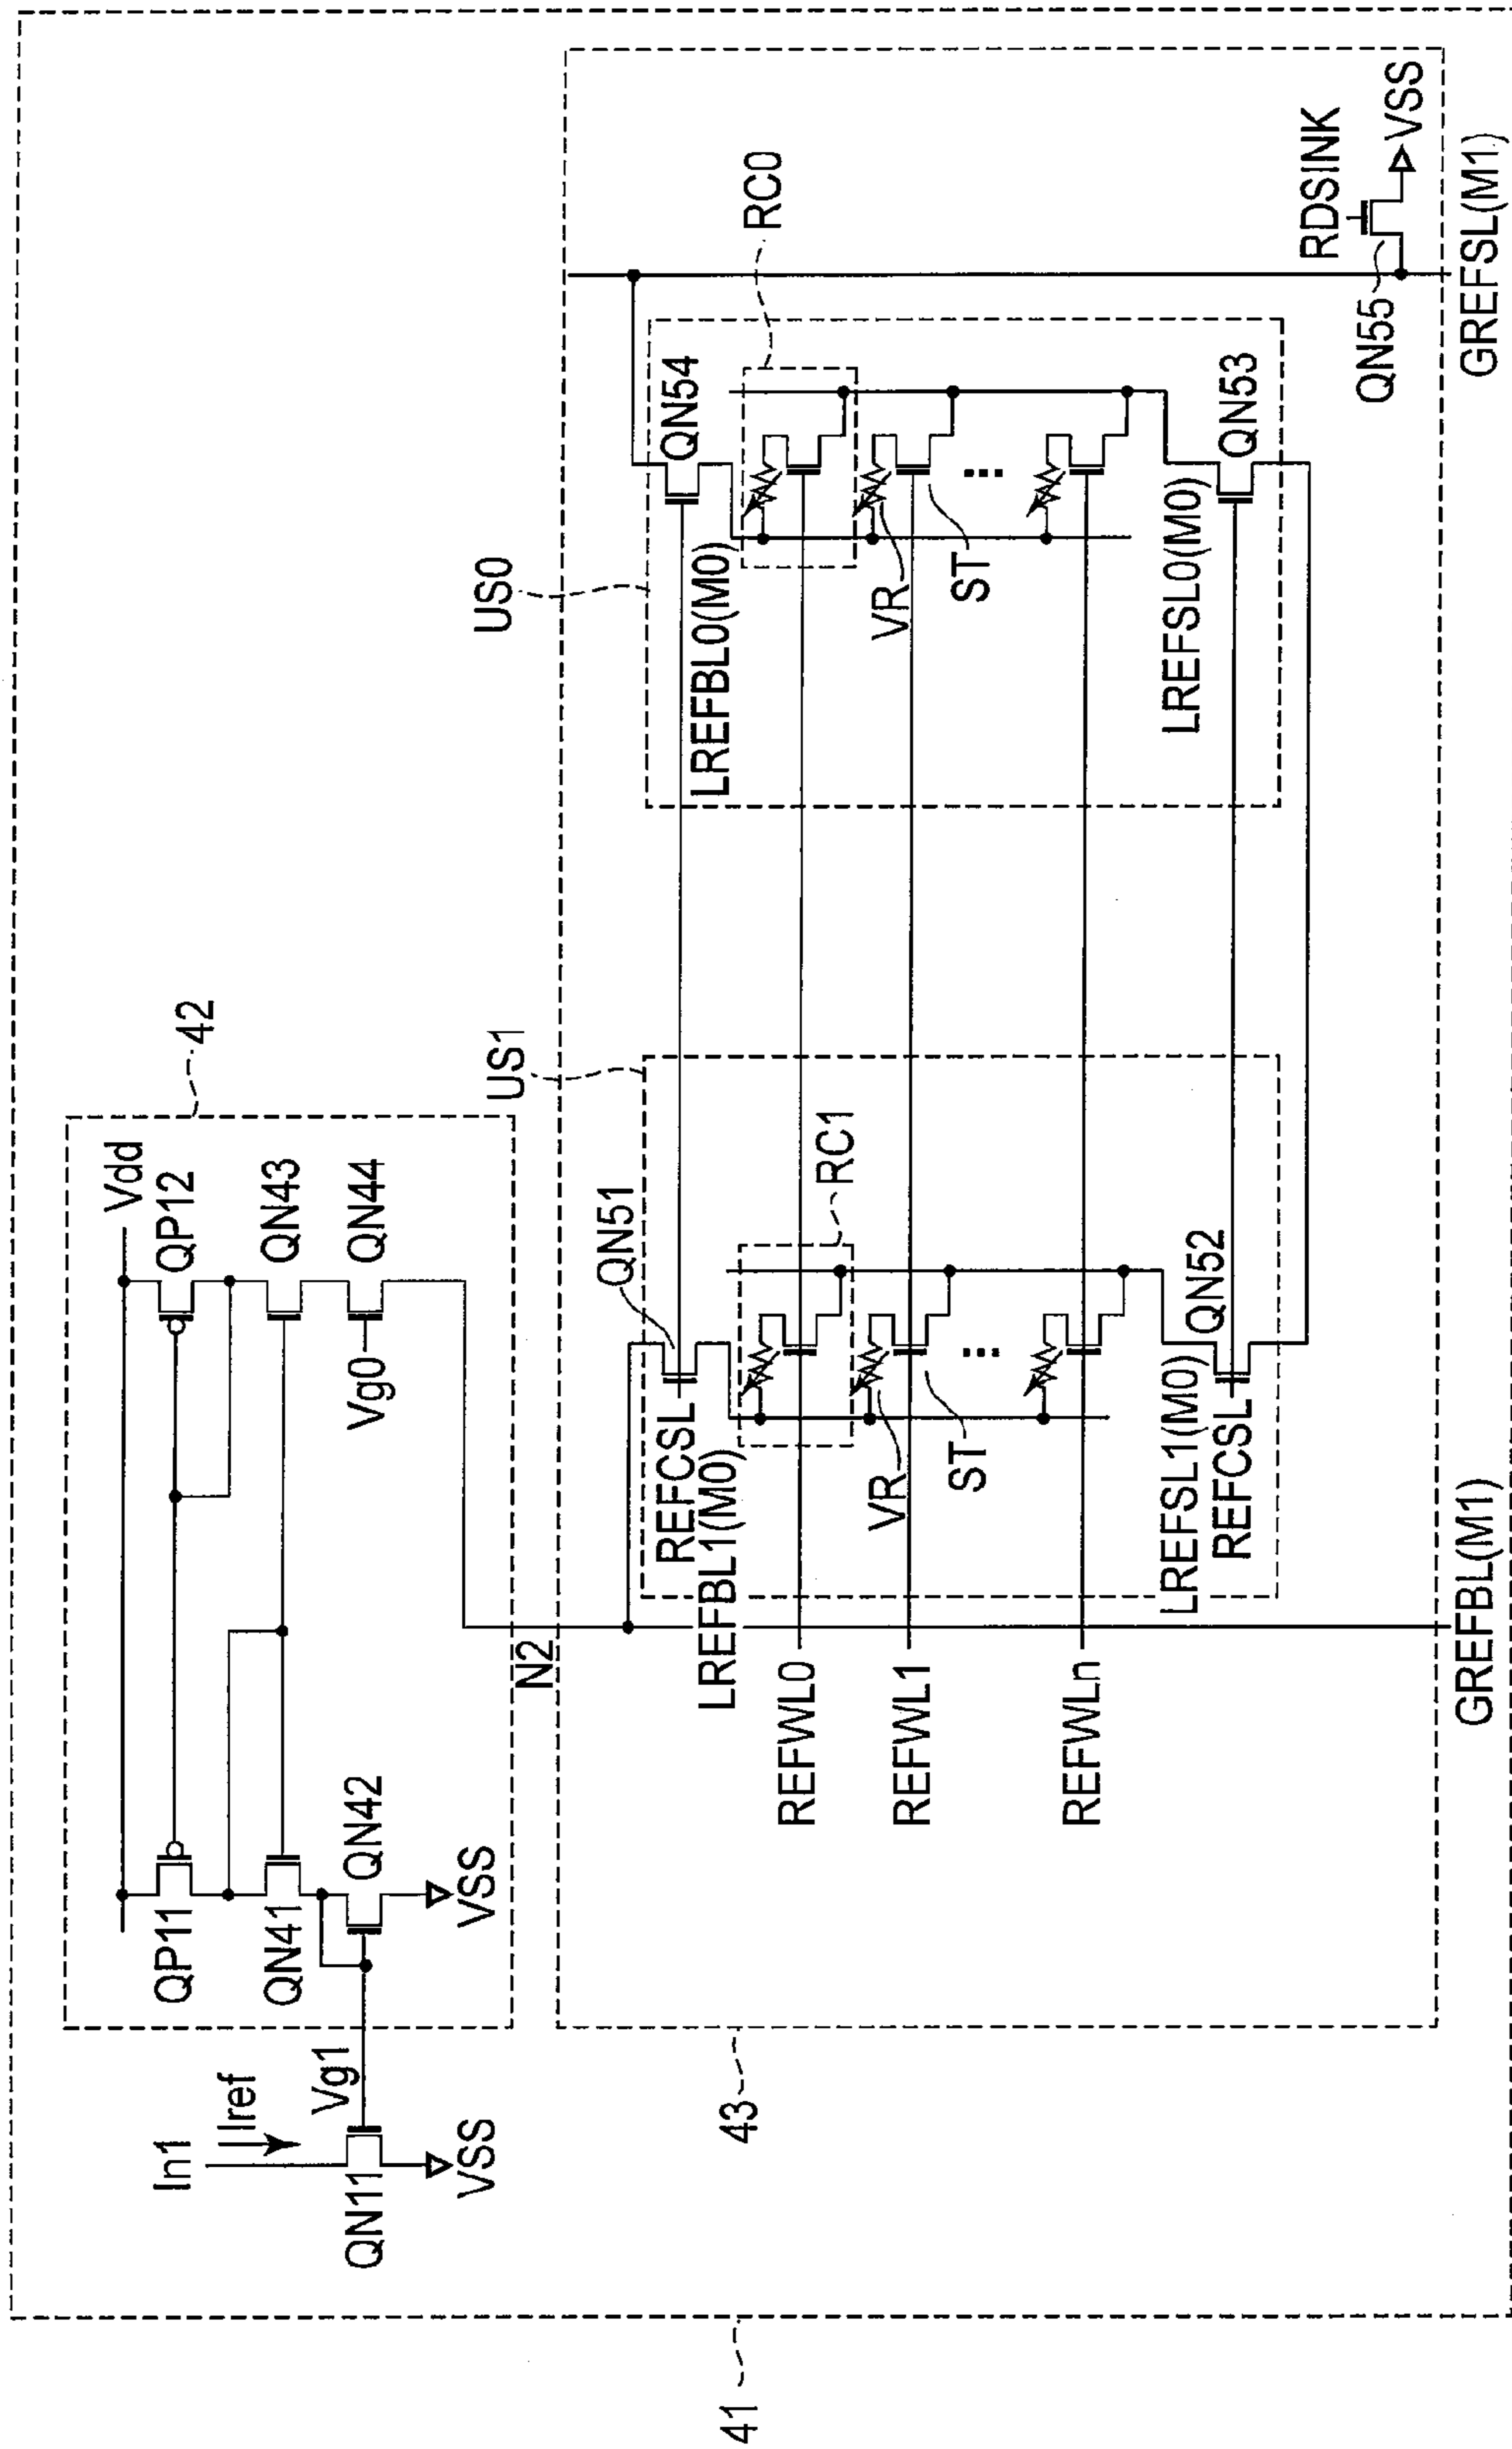 41
42
Vdd
QP11
QP12
QN41
QN43
QN42
QN44
Vg0
In1
Iref
Vg1
QN11
VSS
VSS
N2
43
US1
US0
QN51
REFCSL
LREFBL1(M0)
RC1
QN54
LREFBL0(M0)
RC0
REFWL0
REFWL1
REFWLn
VR
ST
...
VR
ST
...
LREFSL1(M0)
REFCSL
QN52
LREFSL0(M0)
QN53
RDSINK
QN55
VSS
GREFBL(M1)
GREFSL(M1)